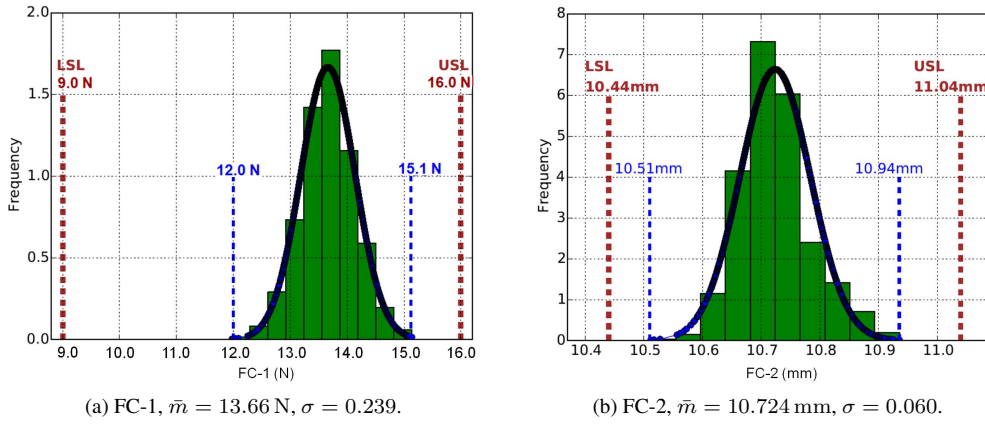 2.0
1.5
1.0
0.5
0.0
Frequency
LSL
9.0 N
USL
16.0 N
12.0 N
15.1 N
9.0 10.0 11.0 12.0 13.0 14.0 15.0 16.0
FC-1 (N)
(a) FC-1, m̄ = 13.66 N, σ = 0.239.
8
7
6
5
4
3
2
1
0
Frequency
LSL
10.44mm
USL
11.04mm
10.51mm
10.94mm
10.4 10.5 10.6 10.7 10.8 10.9 11.0
FC-2 (mm)
(b) FC-2, m̄ = 10.724 mm, σ = 0.060.